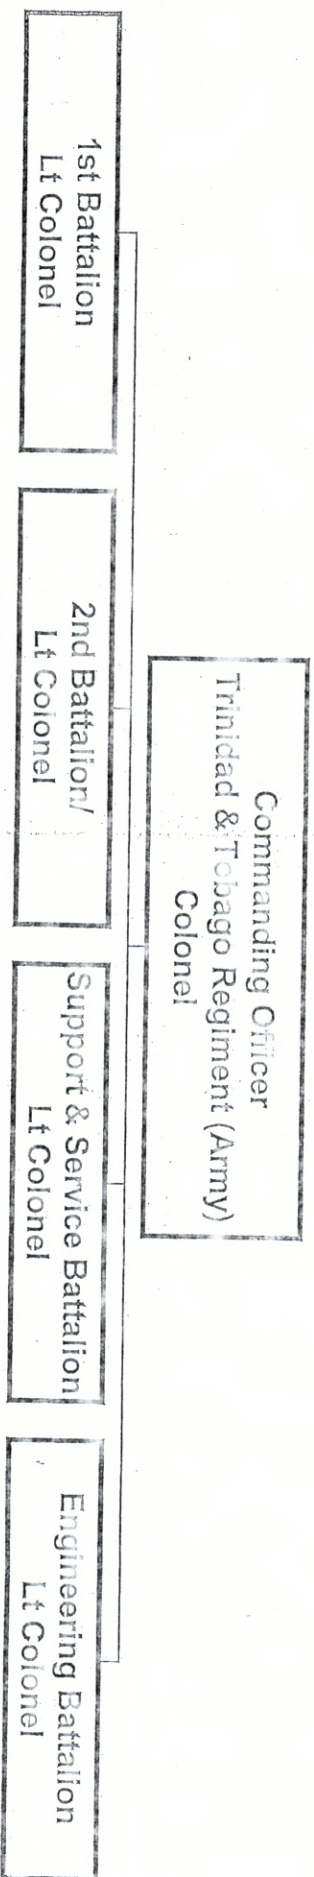 Commanding Officer
Trinidad & Tobago Regiment (Army)
Colonel
1st Battalion
Lt Colonel
2nd Battalion/
Lt Colonel
Support & Service Battalion
Lt Colonel
Engineering Battalion
Lt Colonel